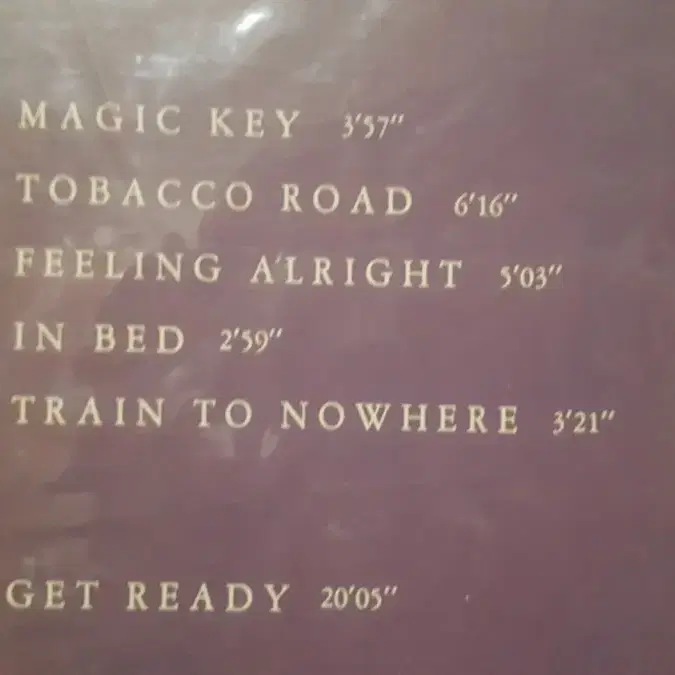 MAGIC KEY 3'57"
TOBACCO ROAD 6'16"
FEELING ALRIGHT 5'03"
IN BED 2'59"
TRAIN TO NOWHERE 3'21"
GET READY 20'05"